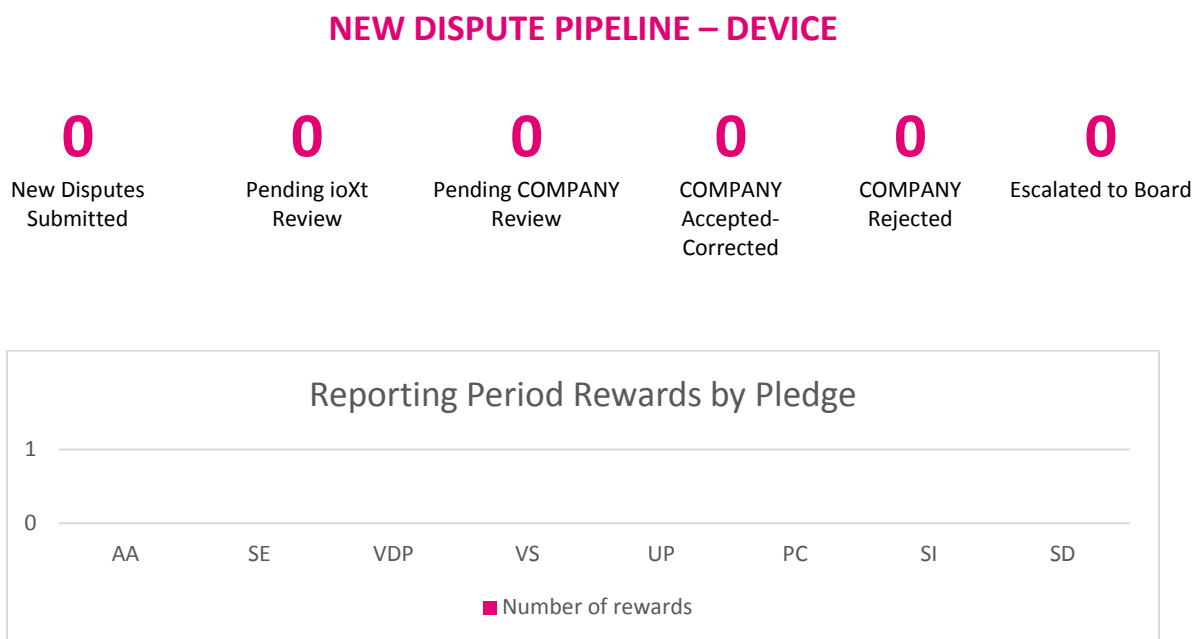 NEW DISPUTE PIPELINE – DEVICE
0 0 0 0 0 0
New Disputes Pending ioXt Pending COMPANY COMPANY COMPANY Escalated to Board
Submitted Review Review Accepted- Rejected
Corrected
Reporting Period Rewards by Pledge
1
0
AA SE VDP VS UP PC SI SD
Number of rewards